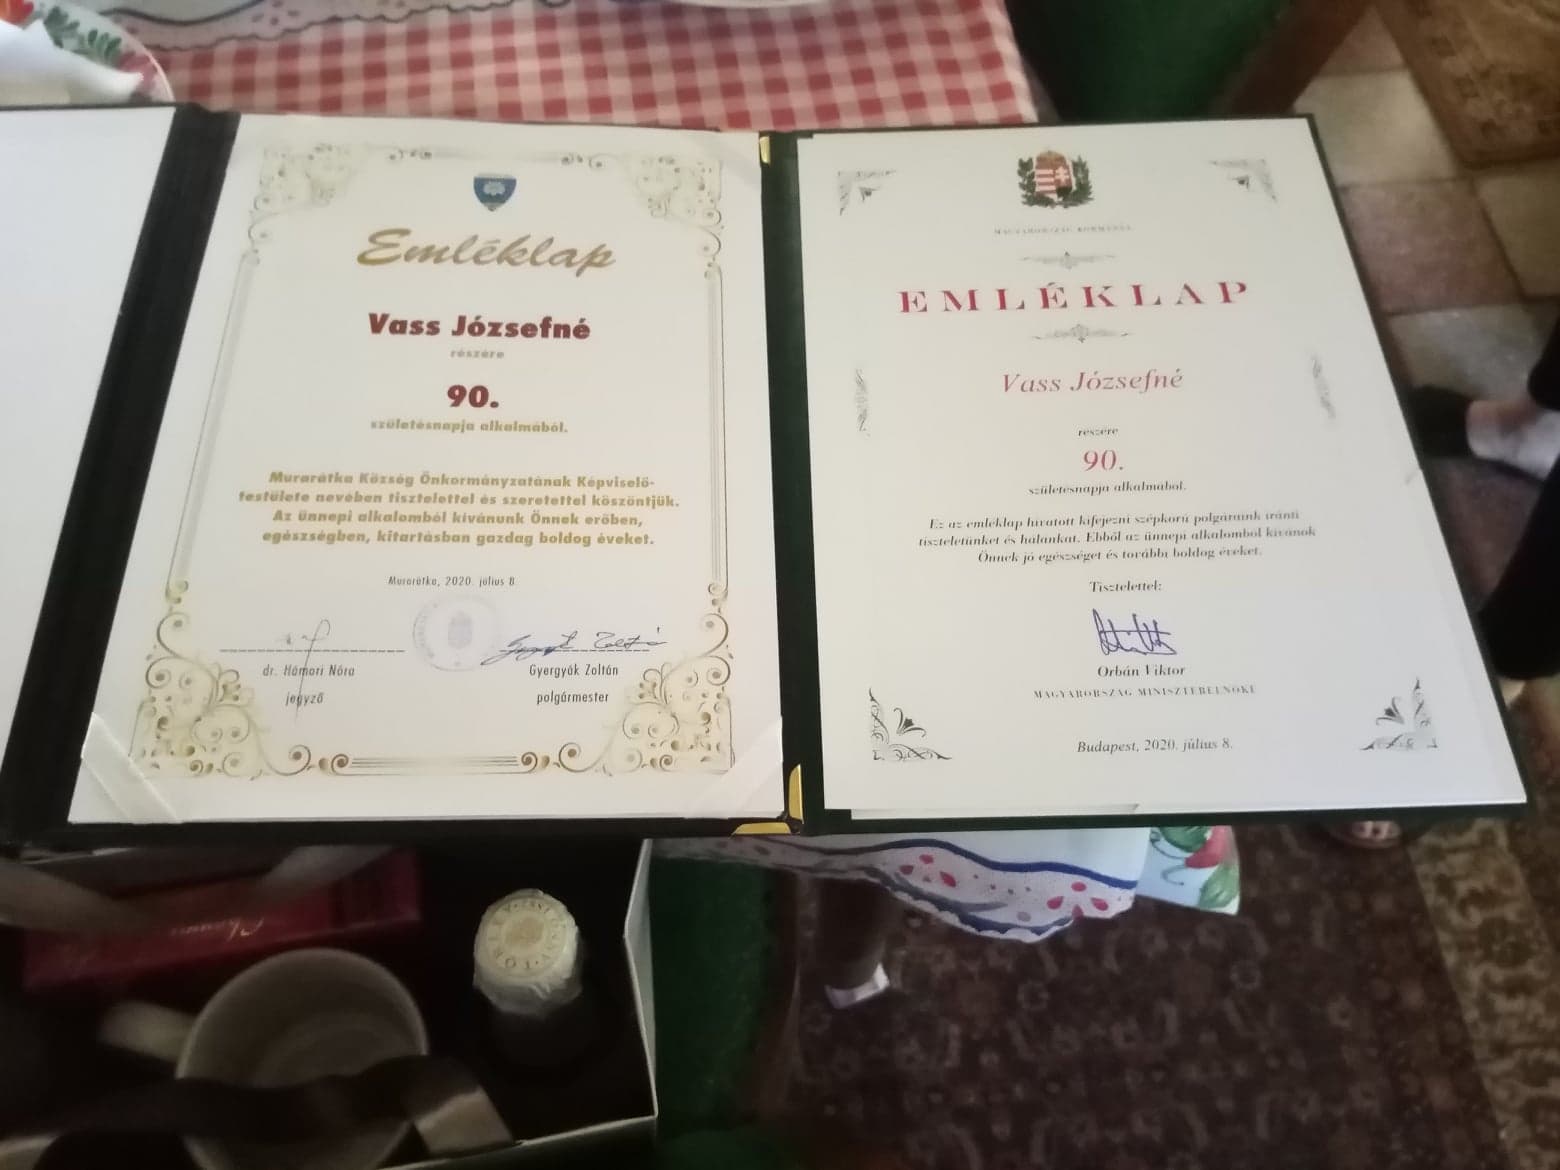 Emléklap
Vass Józsefné
részére
90.
születésnapja alkalmából.
Murarátka Község Önkormányzatának Képviselő-
testülete nevében tisztelettel és szeretettel köszöntjük.
Az ünnepi alkalomból kívánunk Önnek erőben,
egészségben, kitartásban gazdag boldog éveket.
Murarátka, 2020. július 8.
dr. Hámori Nóra
jegyző
Gyergyák Zoltán
polgármester
MAGYARORSZÁG KORMÁNYA
EMLÉKLAP
Vass Józsefné
részére
90.
születésnapja alkalmából.
Ez az emléklap hivatott kifejezni szépkorú polgáraink iránti
tiszteletünket és hálánkat. Ebből az ünnepi alkalomból kívánok
Önnek jó egészséget és további boldog éveket.
Tisztelettel:
Orbán Viktor
MAGYARORSZÁG MINISZTERELNÖKE
Budapest, 2020. július 8.